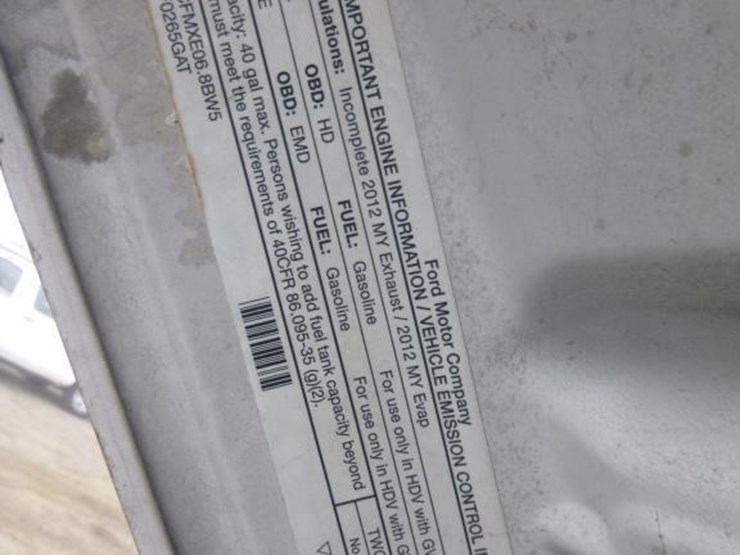 Ford Motor Company
IMPORTANT ENGINE INFORMATION / VEHICLE EMISSION CONTROL
ulations: Incomplete 2012 MY Exhaust / 2012 MY Evap
OBD: HD FUEL: Gasoline For use only in HDV with
OBD: EMD FUEL: Gasoline For use only in HDV with
acity: 40 gal max. Persons wishing to add fuel tank capacity beyond
must meet the requirements of 40CFR 86.095-35 (g)(2).
CFMXE06.8BW5
0265GAT
TWC
No